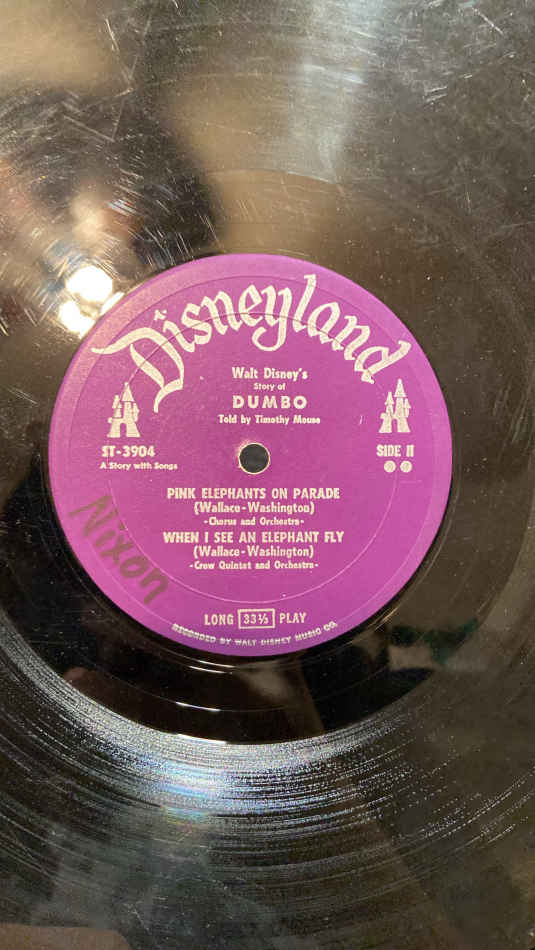 Disneyland
Walt Disney's
Story of
DUMBO
Told by Timothy Mouse
ST-3904
A Story with Songs
SIDE II
PINK ELEPHANTS ON PARADE
(Wallace-Washington)
-Chorus and Orchestra-
WHEN I SEE AN ELEPHANT FLY
(Wallace-Washington)
-Crow Quintet and Orchestra-
Nixon
LONG 33⅓ PLAY
RECORDED BY WALT DISNEY MUSIC CO.